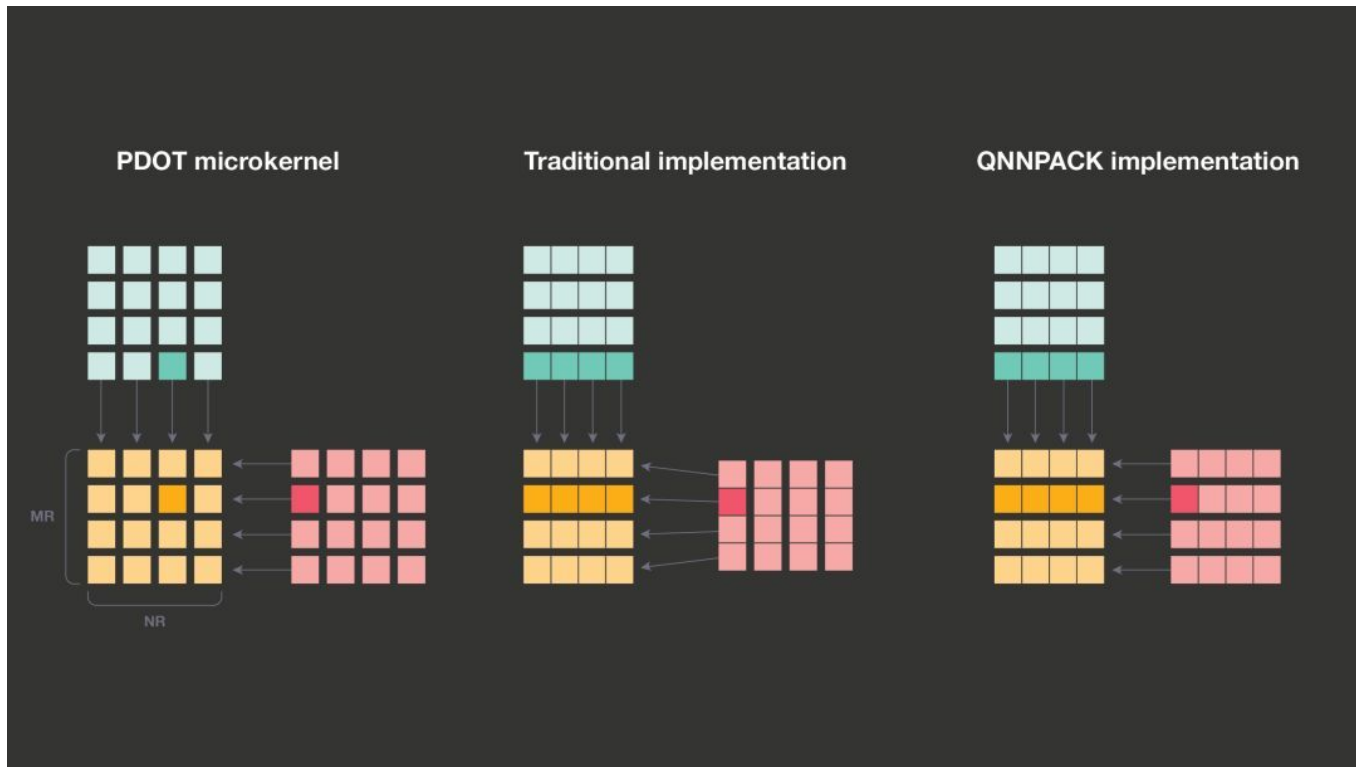 PDOT microkernel
Traditional implementation
QNNPACK implementation
MR
NR